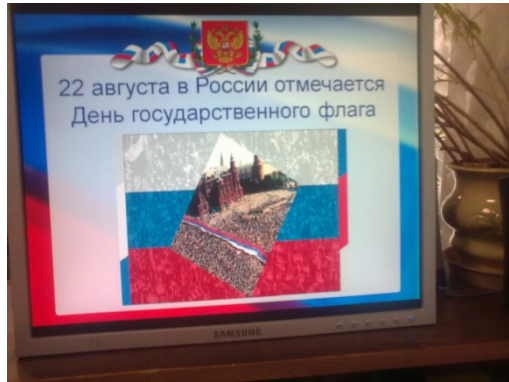 22 августа в России отмечается
День государственного флага
SAMSUNG